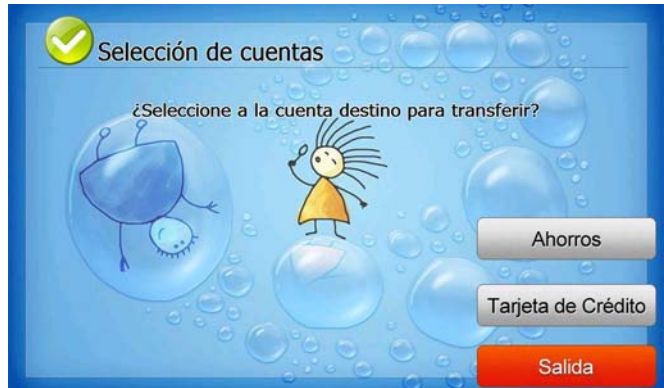 Selección de cuentas
¿Seleccione a la cuenta destino para transferir?
Ahorros
Tarjeta de Crédito
Salida